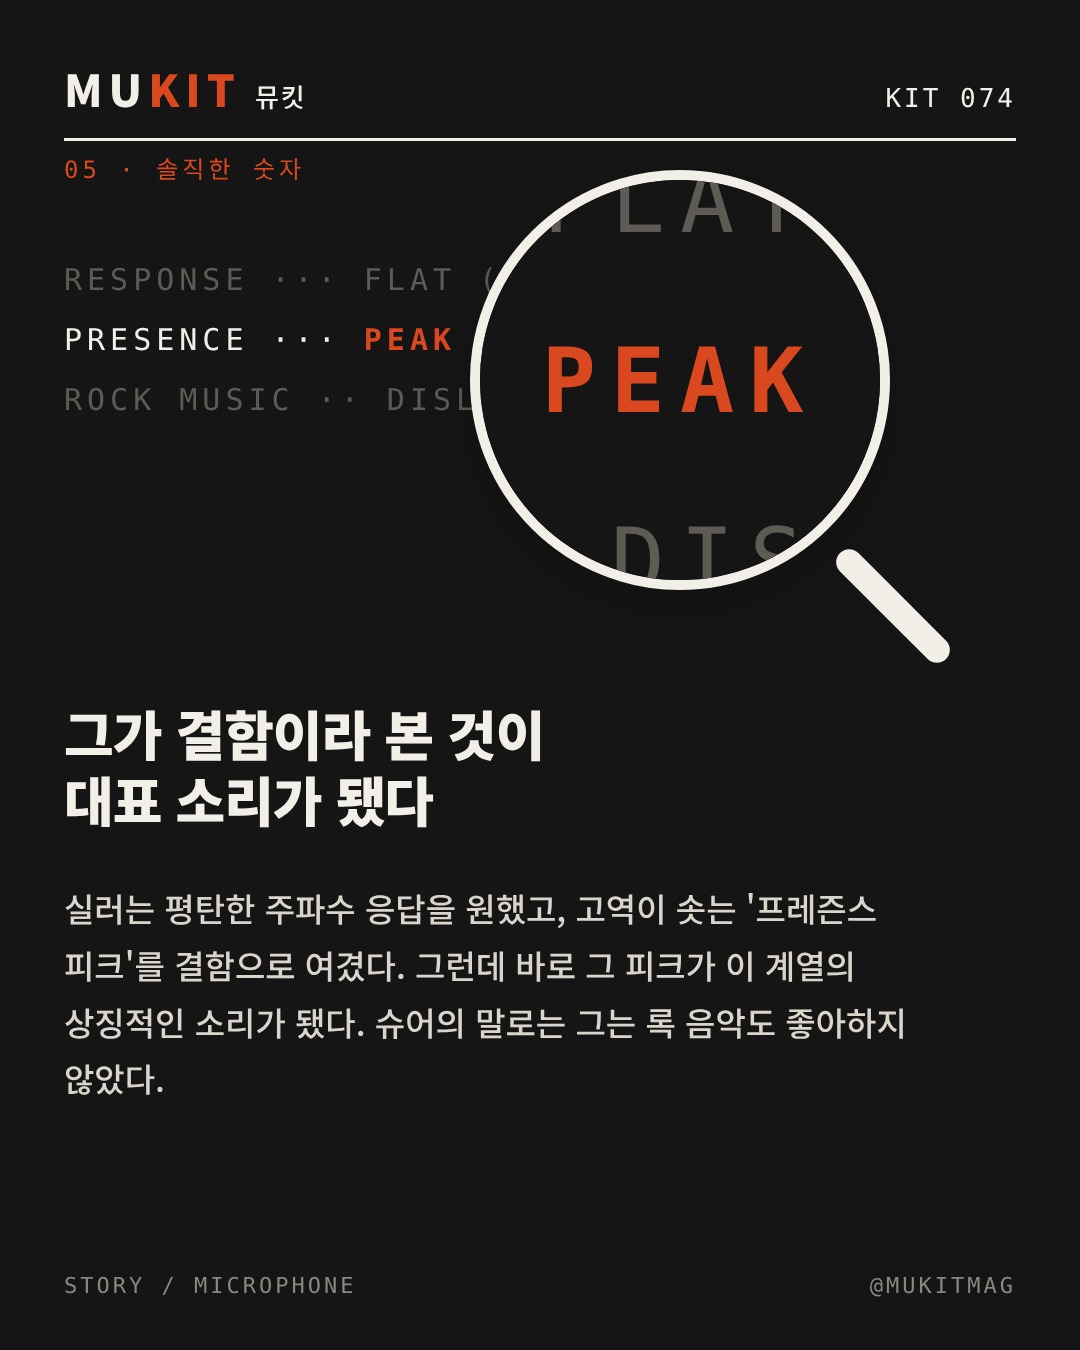 MUKIT 뮤킷
KIT 074
05 · 솔직한 숫자
RESPONSE ··· FLAT (
PRESENCE ··· PEAK
ROCK MUSIC ·· DISL
FLAT
PEAK
DIS
그가 결함이라 본 것이
대표 소리가 됐다
실러는 평탄한 주파수 응답을 원했고, 고역이 솟는 '프레즌스
피크'를 결함으로 여겼다. 그런데 바로 그 피크가 이 계열의
상징적인 소리가 됐다. 슈어의 말로는 그는 록 음악도 좋아하지
않았다.
STORY / MICROPHONE
@MUKITMAG